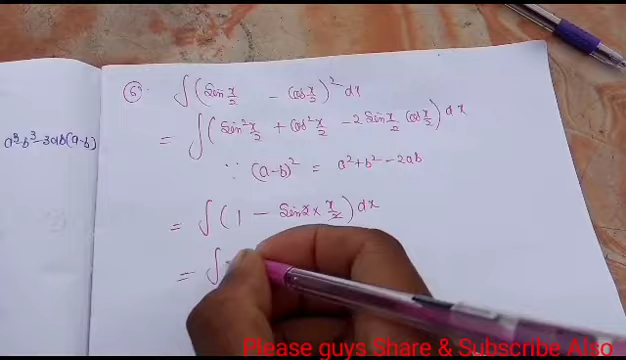 (6) ∫(Sin x/2 - Cos x/2)² dx
= ∫(Sin² x/2 + Cos² x/2 - 2 Sin x/2 Cos x/2) dx
a³-b³-3ab(a-b)
∵ (a-b)² = a²+b²-2ab
= ∫(1 - Sin 2 × x/2) dx
= ∫
Please guys Share & Subscribe Also